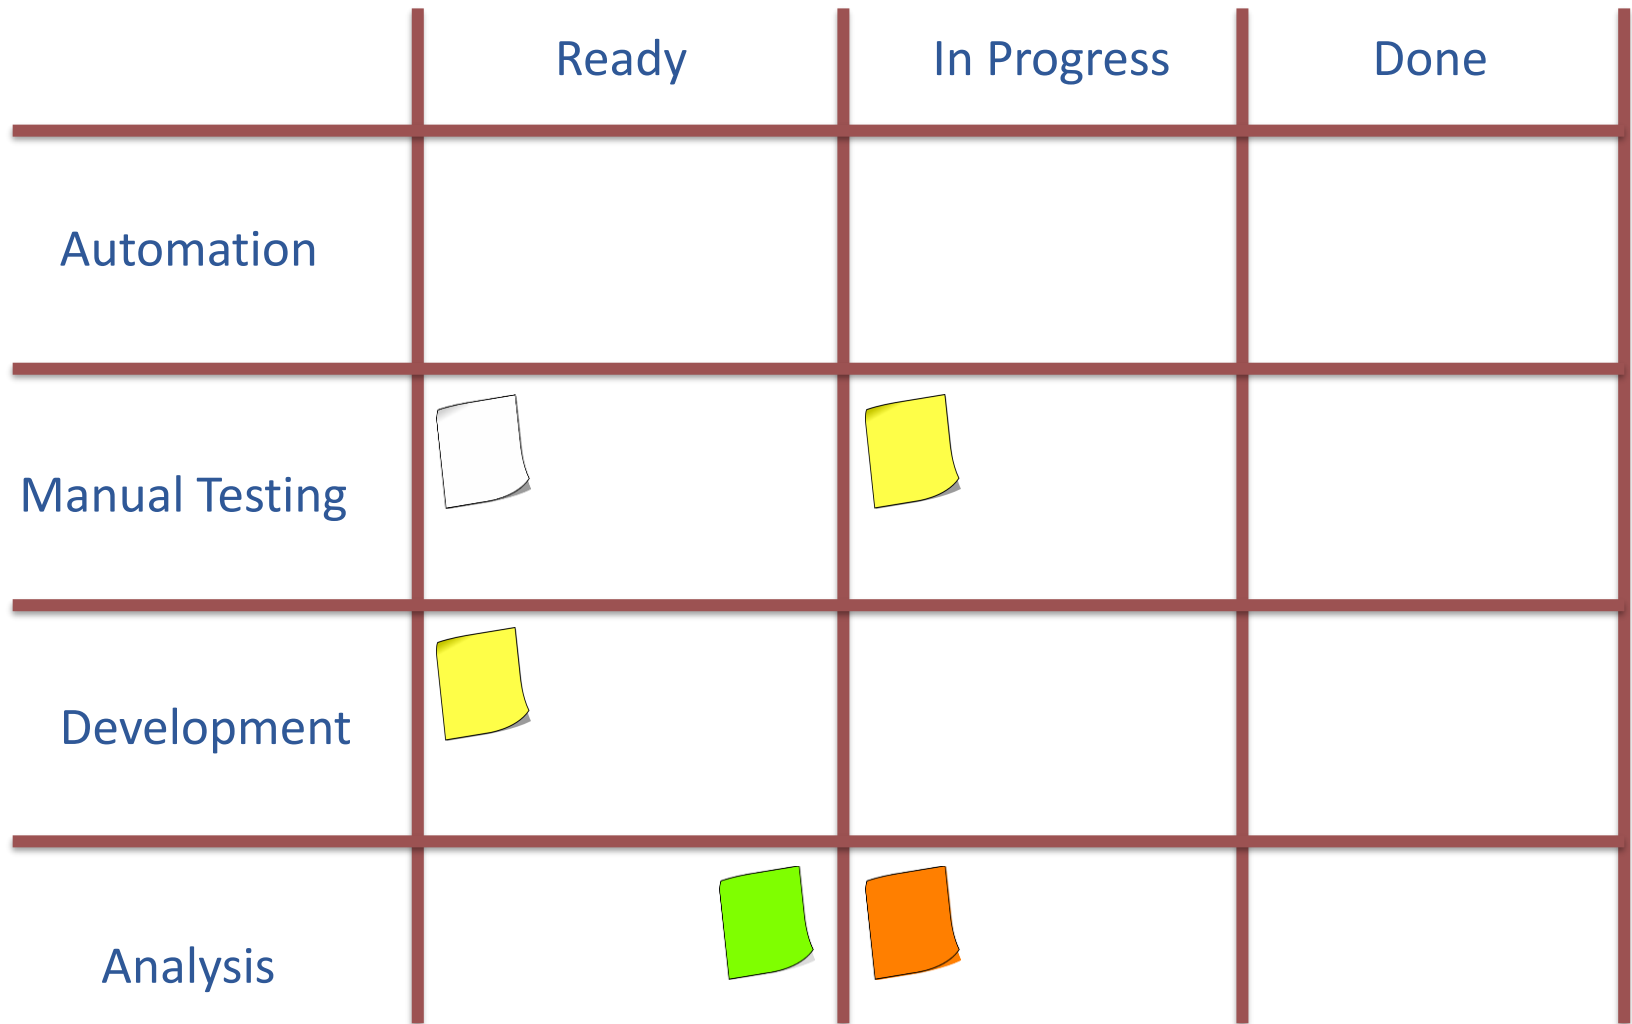 Ready
In Progress
Done
Automation
Manual Testing
Development
Analysis